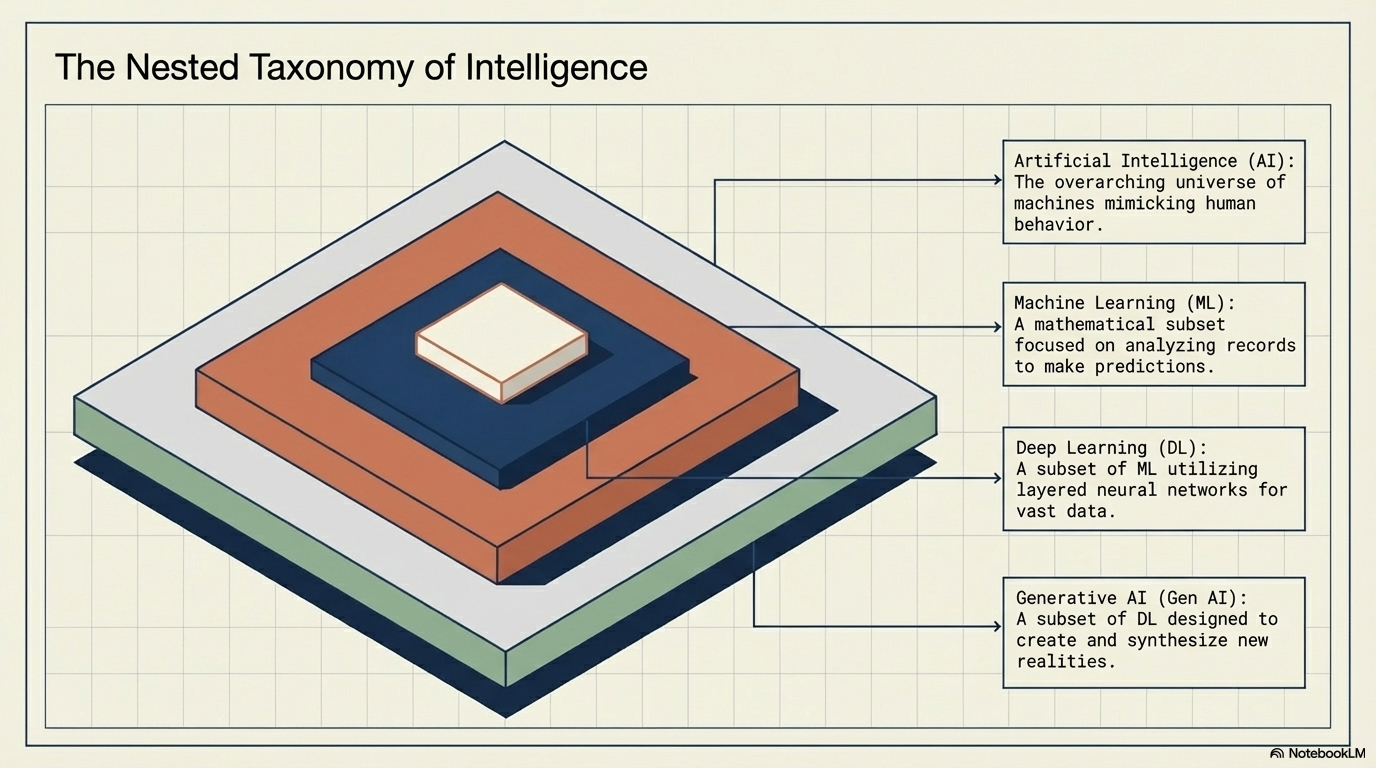 The Nested Taxonomy of Intelligence
Artificial Intelligence (AI):
The overarching universe of
machines mimicking human
behavior.
Machine Learning (ML):
A mathematical subset
focused on analyzing records
to make predictions.
Deep Learning (DL):
A subset of ML utilizing
layered neural networks for
vast data.
Generative AI (Gen AI):
A subset of DL designed to
create and synthesize new
realities.
NotebookLM